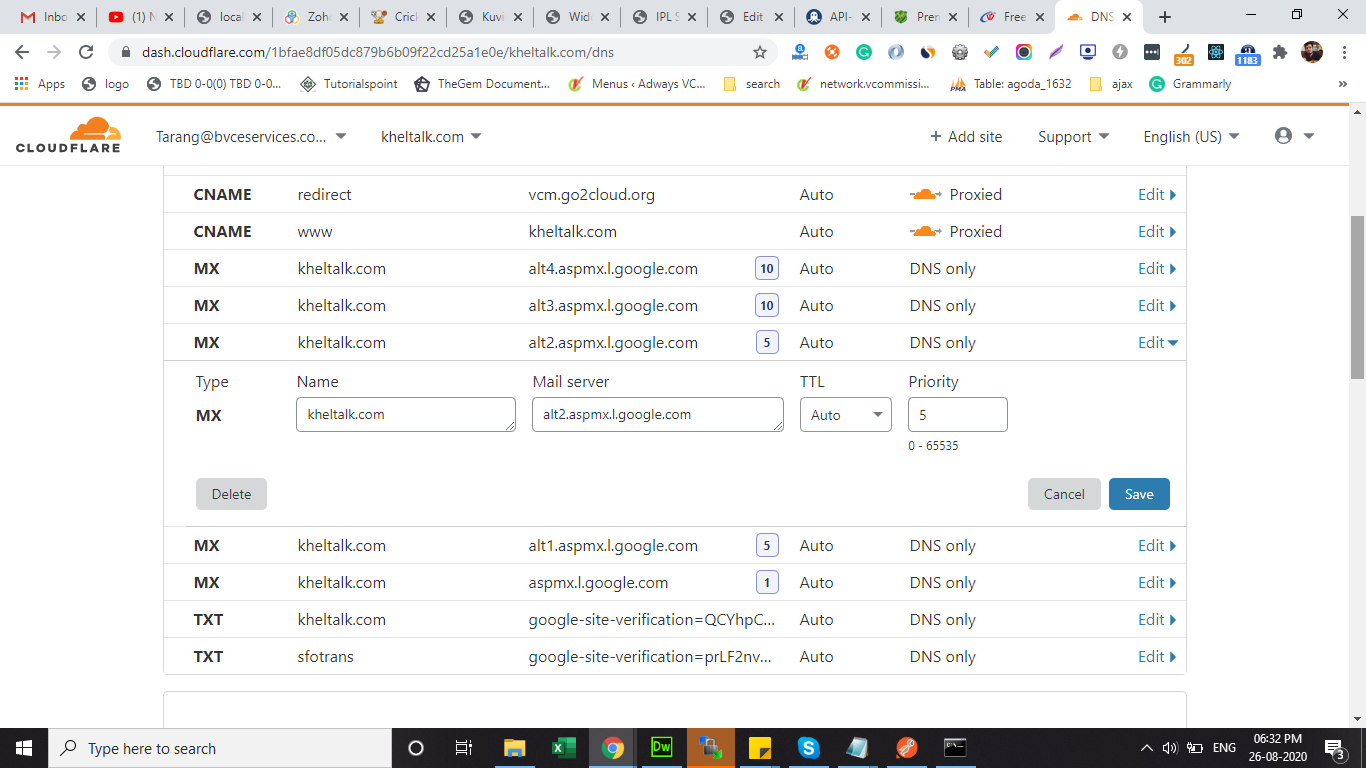 Inbo (1) N local Zoho Crick Kuvi Wid IPL S Edit API- Pren Free DNS
dash.cloudflare.com/1bfae8df05dc879b6b09f22cd25a1e0e/kheltalk.com/dns 302 1183
Apps logo TBD 0-0(0) TBD 0-0... Tutorialspoint TheGem Document... Menus ‹ Adways VC... search network.vcommissi... PMA Table: agoda_1632 ajax Grammarly »
CLOUDFLARE Tarang@bvceservices.co... kheltalk.com + Add site Support English (US)
CNAME redirect vcm.go2cloud.org Auto Proxied Edit
CNAME www kheltalk.com Auto Proxied Edit
MX kheltalk.com alt4.aspmx.l.google.com 10 Auto DNS only Edit
MX kheltalk.com alt3.aspmx.l.google.com 10 Auto DNS only Edit
MX kheltalk.com alt2.aspmx.l.google.com 5 Auto DNS only Edit
Type Name Mail server TTL Priority
MX kheltalk.com alt2.aspmx.l.google.com Auto 5
0 - 65535
Delete Cancel Save
MX kheltalk.com alt1.aspmx.l.google.com 5 Auto DNS only Edit
MX kheltalk.com aspmx.l.google.com 1 Auto DNS only Edit
TXT kheltalk.com google-site-verification=QCYhpC... Auto DNS only Edit
TXT sfotrans google-site-verification=prLF2nv... Auto DNS only Edit
Type here to search Dw ENG 06:32 PM
26-08-2020 3